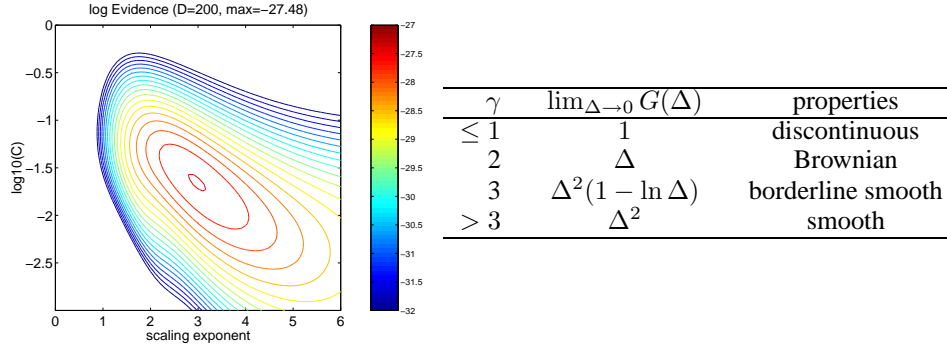 log Evidence (D=200, max=−27.48)
0
−0.5
−1
−1.5
−2
−2.5
log10(C)
0 1 2 3 4 5 6
scaling exponent
−27
−27.5
−28
−28.5
−29
−29.5
−30
−30.5
−31
−31.5
−32
γ lim_{Δ→0} G(Δ) properties
≤ 1 1 discontinuous
2 Δ Brownian
3 Δ²(1 − ln Δ) borderline smooth
> 3 Δ² smooth